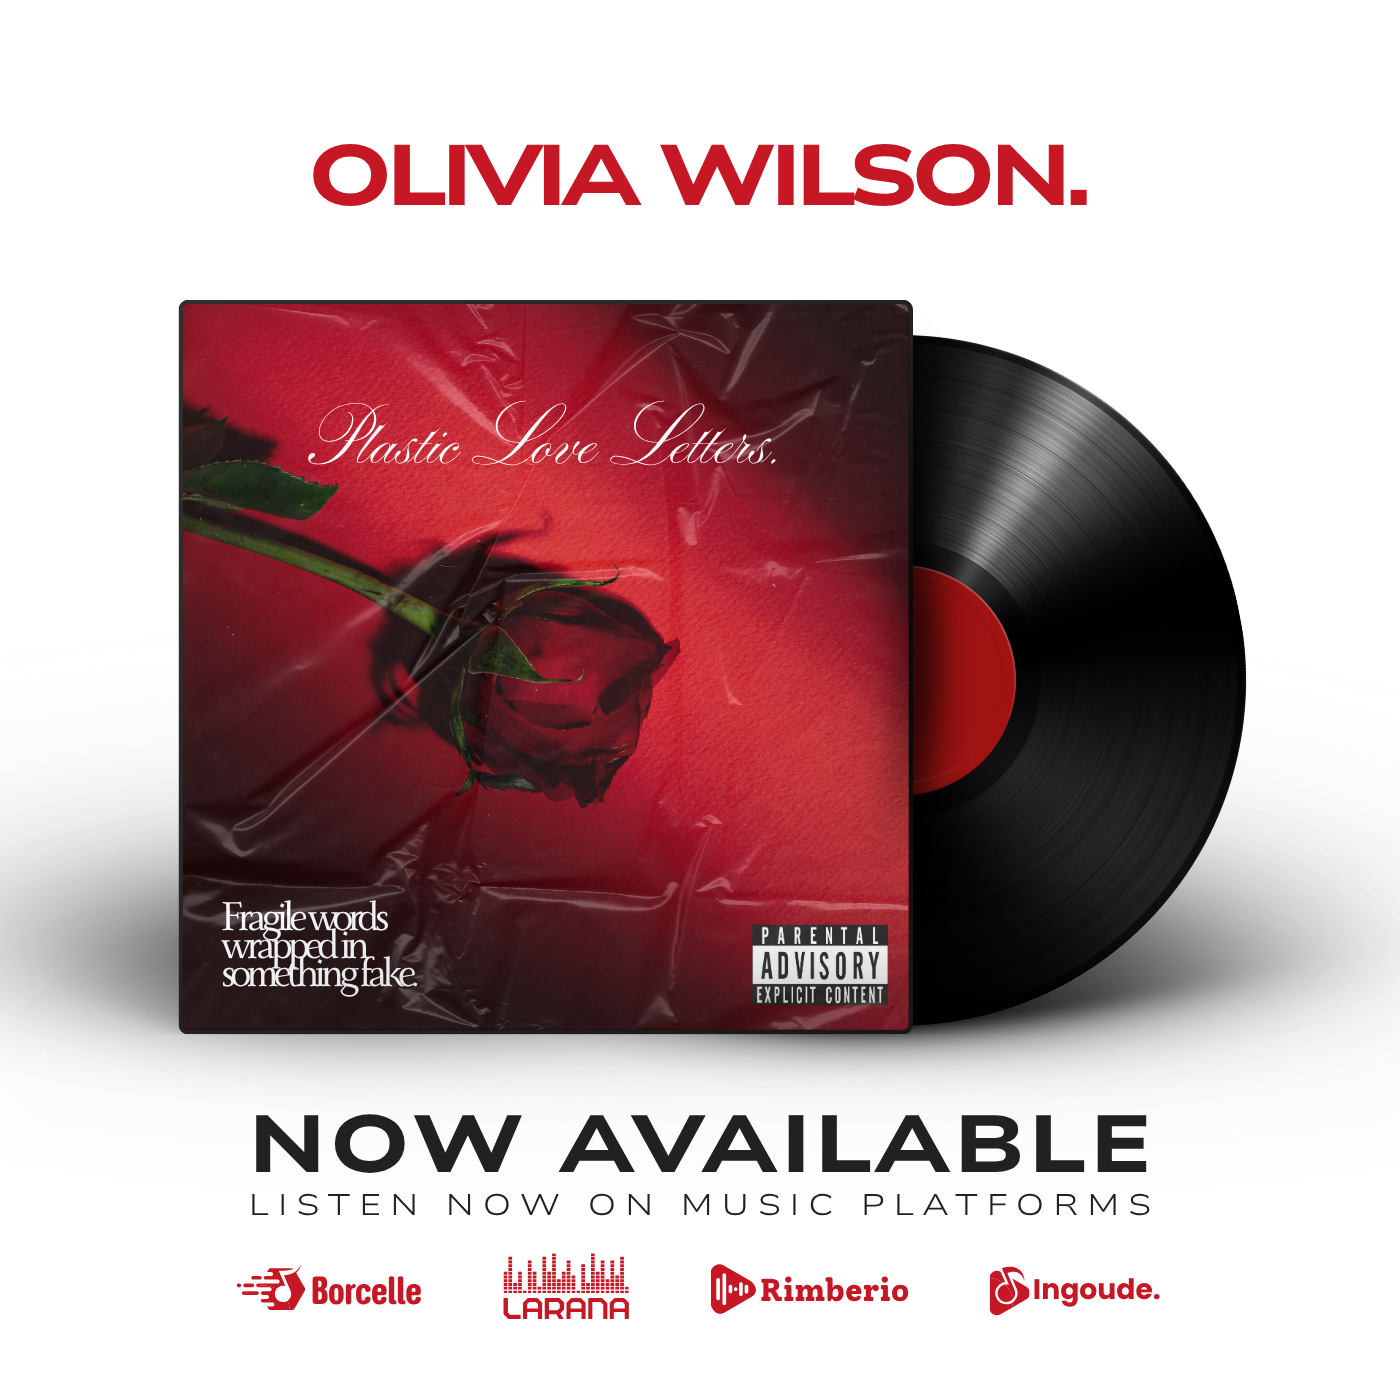 OLIVIA WILSON.
Plastic Love Letters.
Fragile words
wrapped in
something fake.
PARENTAL
ADVISORY
EXPLICIT CONTENT
NOW AVAILABLE
LISTEN NOW ON MUSIC PLATFORMS
Borcelle
LARANA
Rimberio
Ingoude.